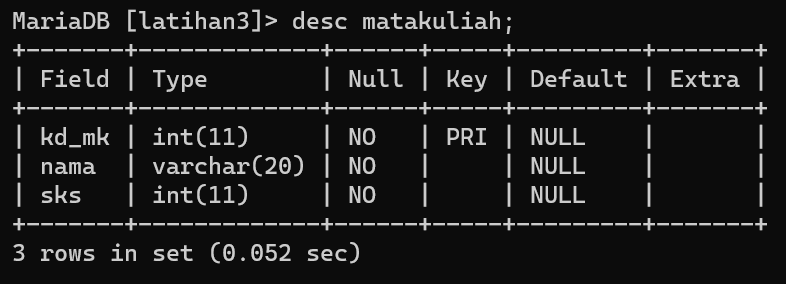 MariaDB [latihan3]> desc matakuliah;
+-------+-------------+------+-----+---------+-------+
| Field | Type        | Null | Key | Default | Extra |
+-------+-------------+------+-----+---------+-------+
| kd_mk | int(11)     | NO   | PRI | NULL    |       |
| nama  | varchar(20) | NO   |     | NULL    |       |
| sks   | int(11)     | NO   |     | NULL    |       |
+-------+-------------+------+-----+---------+-------+
3 rows in set (0.052 sec)